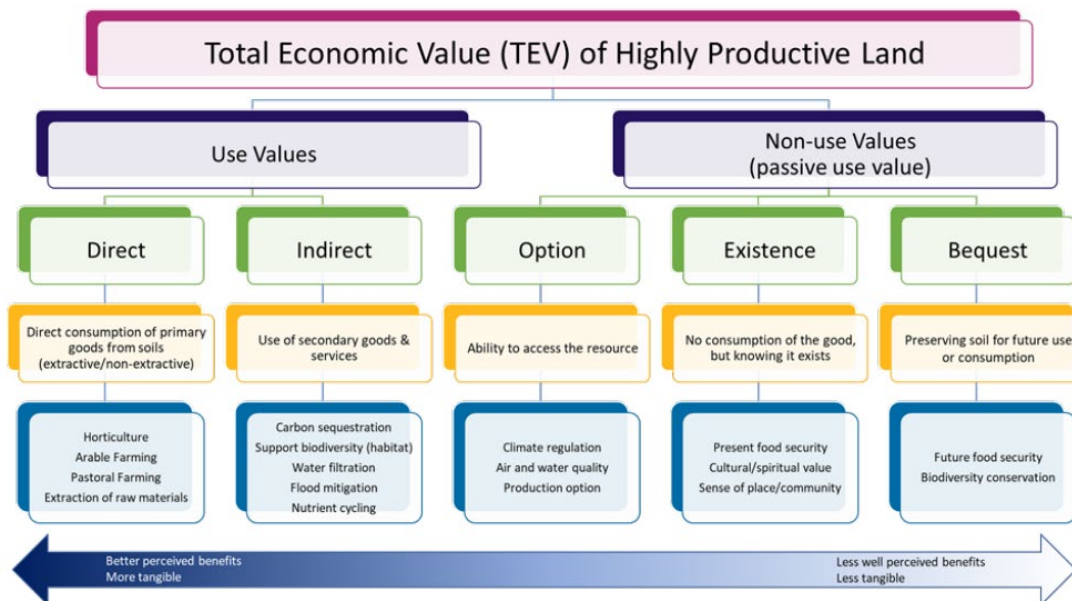 Total Economic Value (TEV) of Highly Productive Land
Use Values
Non-use Values
(passive use value)
Direct
Indirect
Option
Existence
Bequest
Direct consumption of primary
goods from soils
(extractive/non-extractive)
Use of secondary goods &
services
Ability to access the resource
No consumption of the good,
but knowing it exists
Preserving soil for future use
or consumption
Horticulture
Arable Farming
Pastoral Farming
Extraction of raw materials
Carbon sequestration
Support biodiversity (habitat)
Water filtration
Flood mitigation
Nutrient cycling
Climate regulation
Air and water quality
Production option
Present food security
Cultural/spiritual value
Sense of place/community
Future food security
Biodiversity conservation
Better perceived benefits
More tangible
Less well perceived benefits
Less tangible